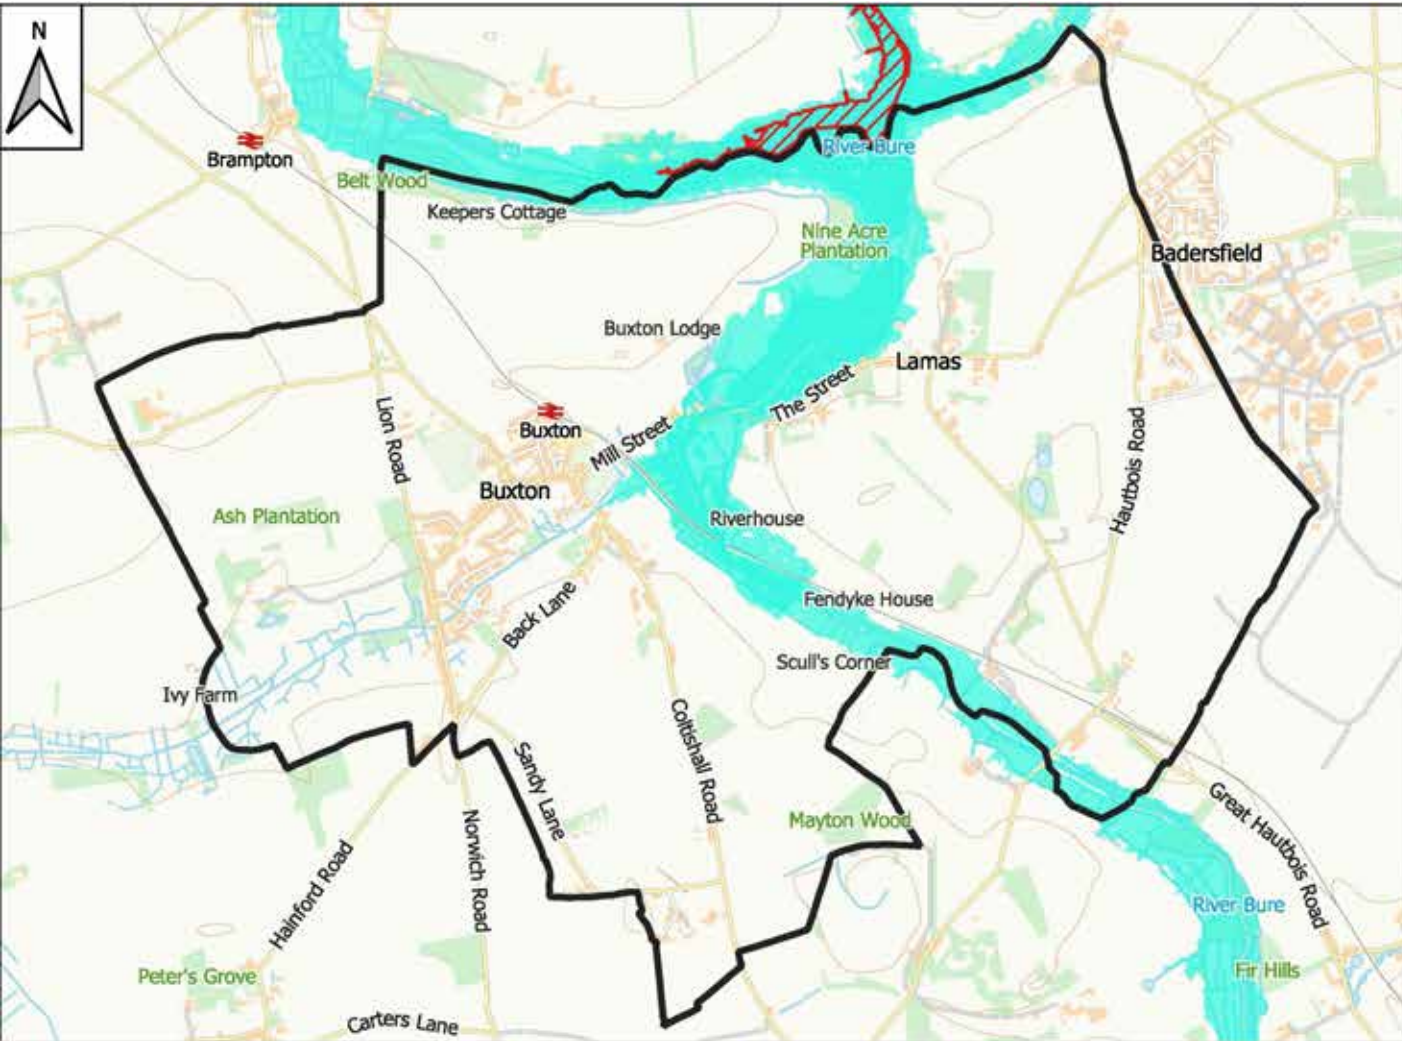 N
Brampton
Belt Wood
Keepers Cottage
River Bure
Nine Acre
Plantation
Badersfield
Buxton Lodge
Lamas
The Street
Lion Road
Buxton
Mill Street
Buxton
Hautbois Road
Ash Plantation
Riverhouse
Back Lane
Fendyke House
Scull's Corner
Ivy Farm
Coltishall Road
Sandy Lane
Mayton Wood
Great Hautbois Road
Norwich Road
Hainford Road
River Bure
Peter's Grove
Fir Hills
Carters Lane